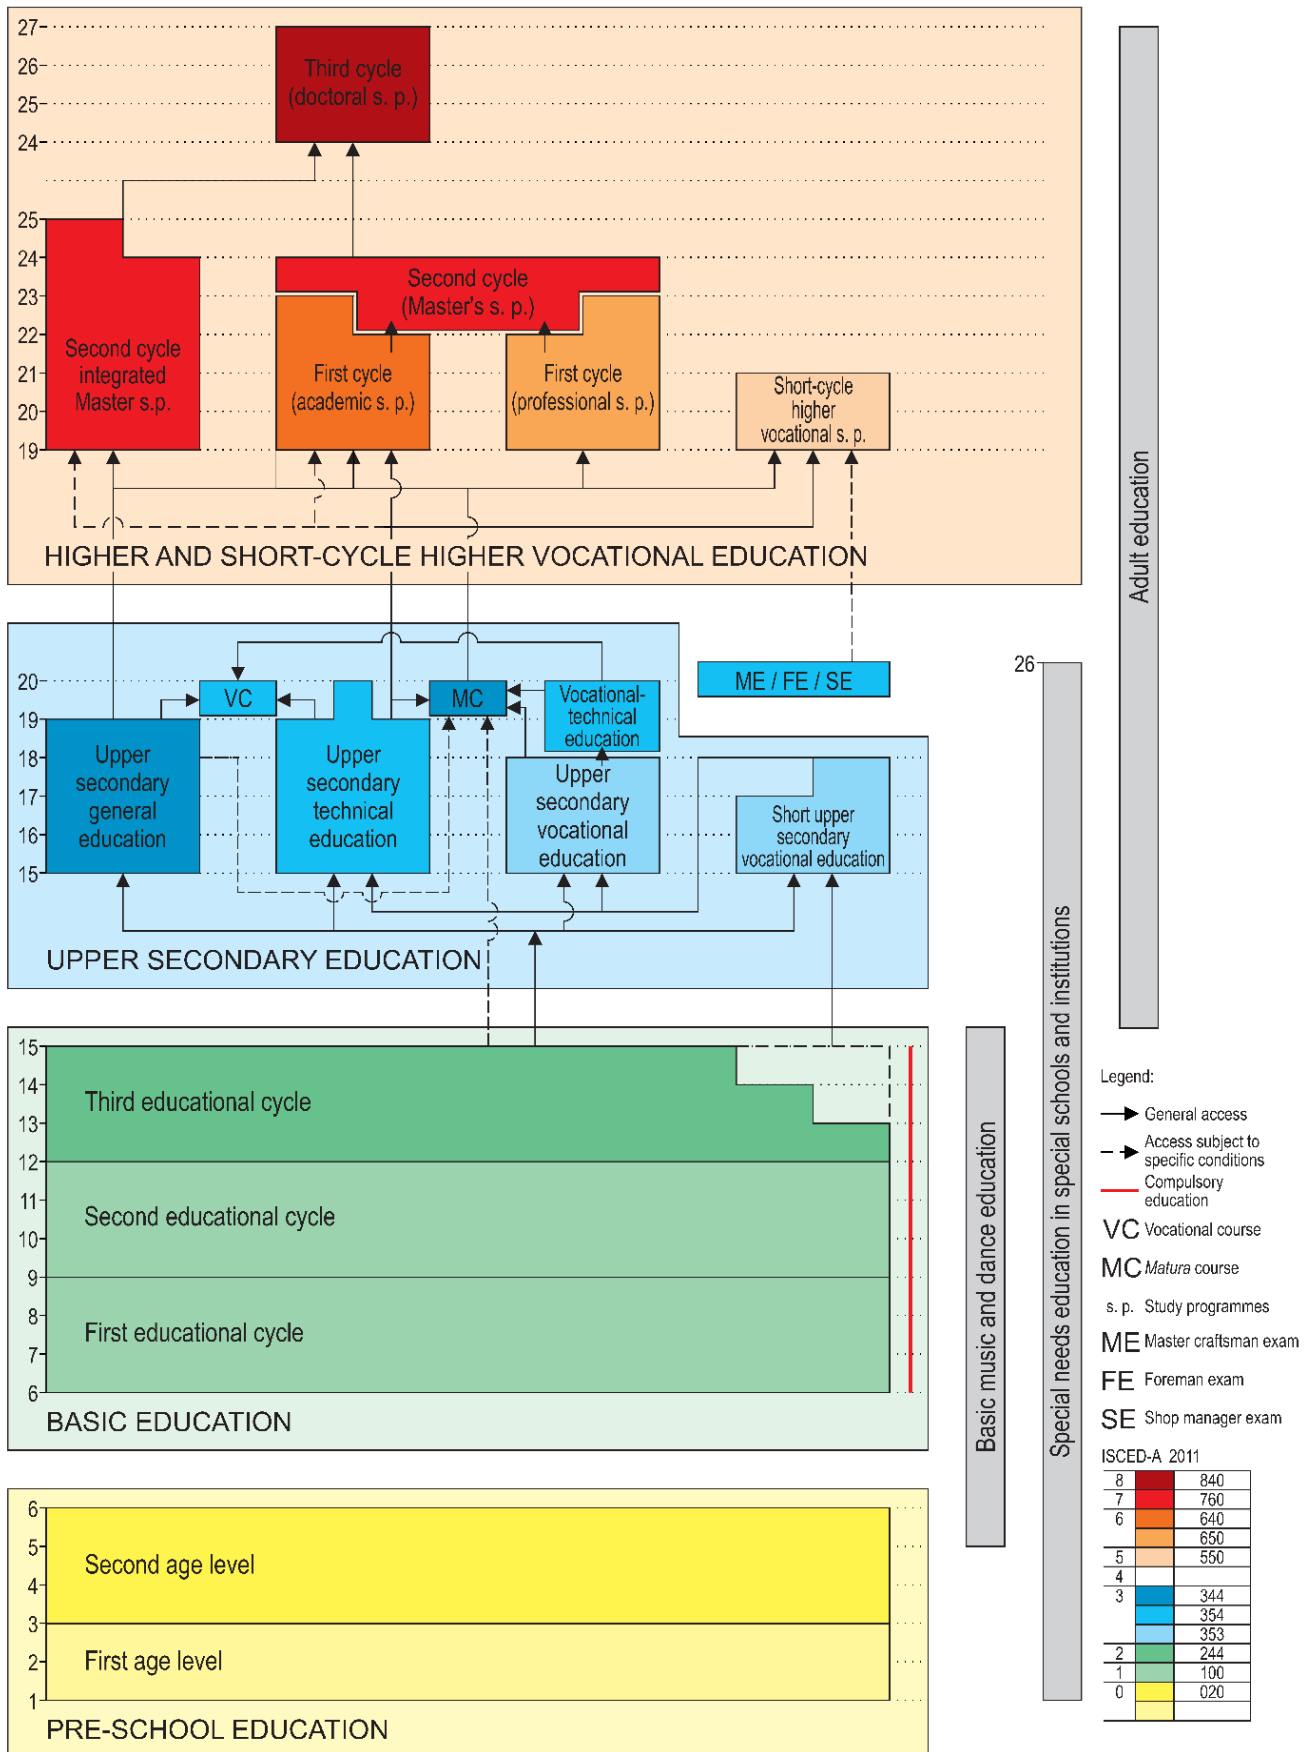 27
26
25
24
25
24
23
22
21
20
19
Third cycle
(doctoral s. p.)
Second cycle
integrated
Master s.p.
Second cycle
(Master's s. p.)
First cycle
(academic s. p.)
First cycle
(professional s. p.)
Short-cycle
higher
vocational s. p.
HIGHER AND SHORT-CYCLE HIGHER VOCATIONAL EDUCATION
20
19
18
17
16
15
VC
MC
Vocational-
technical
education
ME / FE / SE
Upper
secondary
general
education
Upper
secondary
technical
education
Upper
secondary
vocational
education
Short upper
secondary
vocational education
UPPER SECONDARY EDUCATION
15
14
13
12
11
10
9
8
7
6
Third educational cycle
Second educational cycle
First educational cycle
BASIC EDUCATION
6
5
4
3
2
1
Second age level
First age level
PRE-SCHOOL EDUCATION
Basic music and dance education
26
Special needs education in special schools and institutions
Adult education
Legend:
General access
Access subject to
specific conditions
Compulsory
education
VC Vocational course
MC Matura course
s. p. Study programmes
ME Master craftsman exam
FE Foreman exam
SE Shop manager exam
ISCED-A 2011
8 840
7 760
6 640
650
5 550
4
3 344
354
353
2 244
1 100
0 020